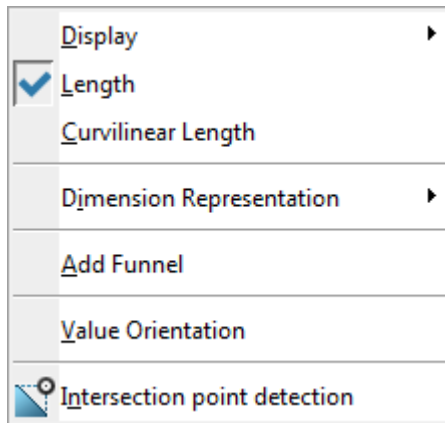 Display
Length
Curvilinear Length
Dimension Representation
Add Funnel
Value Orientation
Intersection point detection